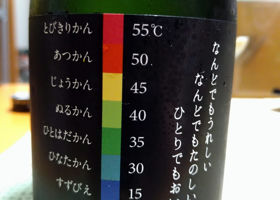 とびきりかん 55℃
あつかん 50
じょうかん 45
ぬるかん 40
ひとはだかん 35
ひなたかん 30
すずびえ 15
なんとでもうれしい
なんとでもたのしい
ひとりでもおい